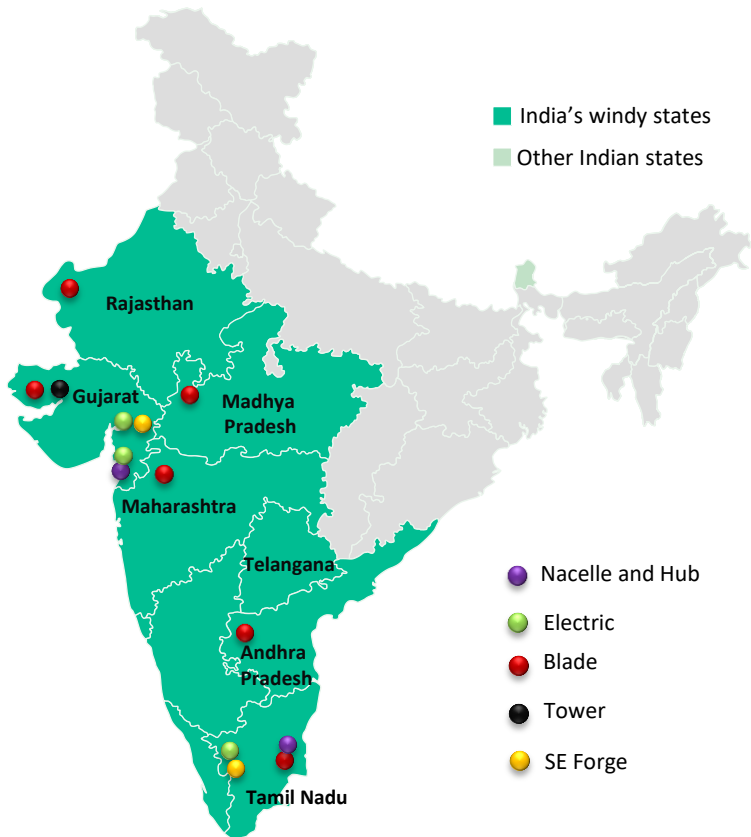 India’s windy states
Other Indian states
Rajasthan
Gujarat
Madhya
Pradesh
Maharashtra
Telangana
Nacelle and Hub
Electric
Andhra
Pradesh
Blade
Tower
SE Forge
Tamil Nadu